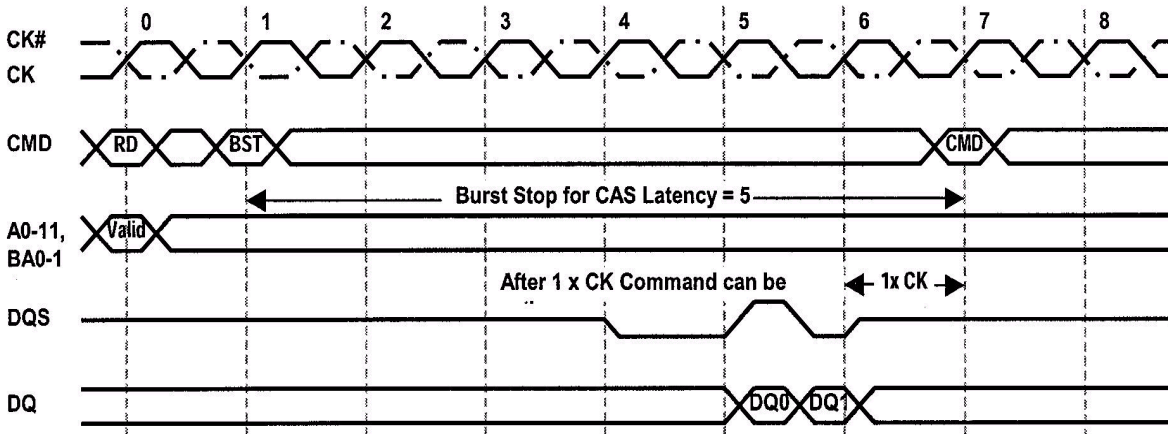 0 1 2 3 4 5 6 7 8
CK#
CK
CMD RD BST CMD
Burst Stop for CAS Latency = 5
A0-11, Valid
BA0-1
After 1 x CK Command can be 1x CK
DQS
DQ DQ0 DQ1